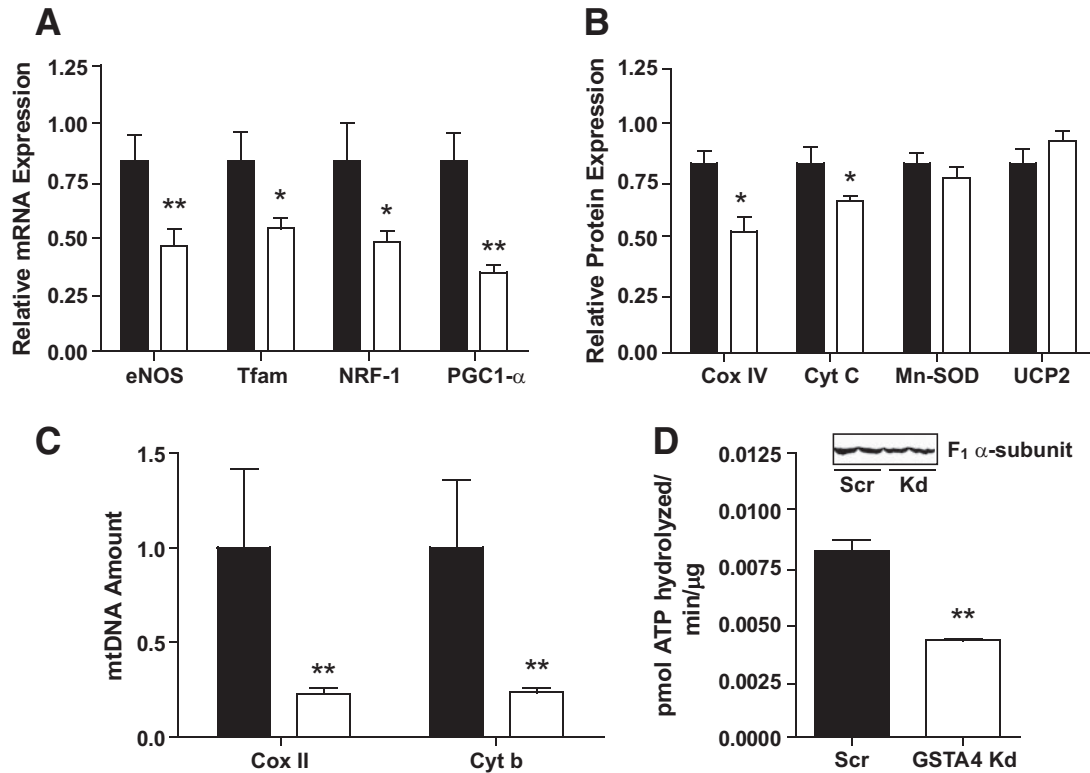 A
Relative mRNA Expression
1.25
1.00
0.75
0.50
0.25
0.00
**
*
*
**
eNOS Tfam NRF-1 PGC1-α
B
Relative Protein Expression
1.25
1.00
0.75
0.50
0.25
0.00
*
*
Cox IV Cyt C Mn-SOD UCP2
C
mtDNA Amount
1.5
1.0
0.5
0.0
**
**
Cox II Cyt b
D
pmol ATP hydrolyzed/
min/µg
0.0125
0.0100
0.0075
0.0050
0.0025
0.0000
F₁ α-subunit
Scr Kd
**
Scr GSTA4 Kd